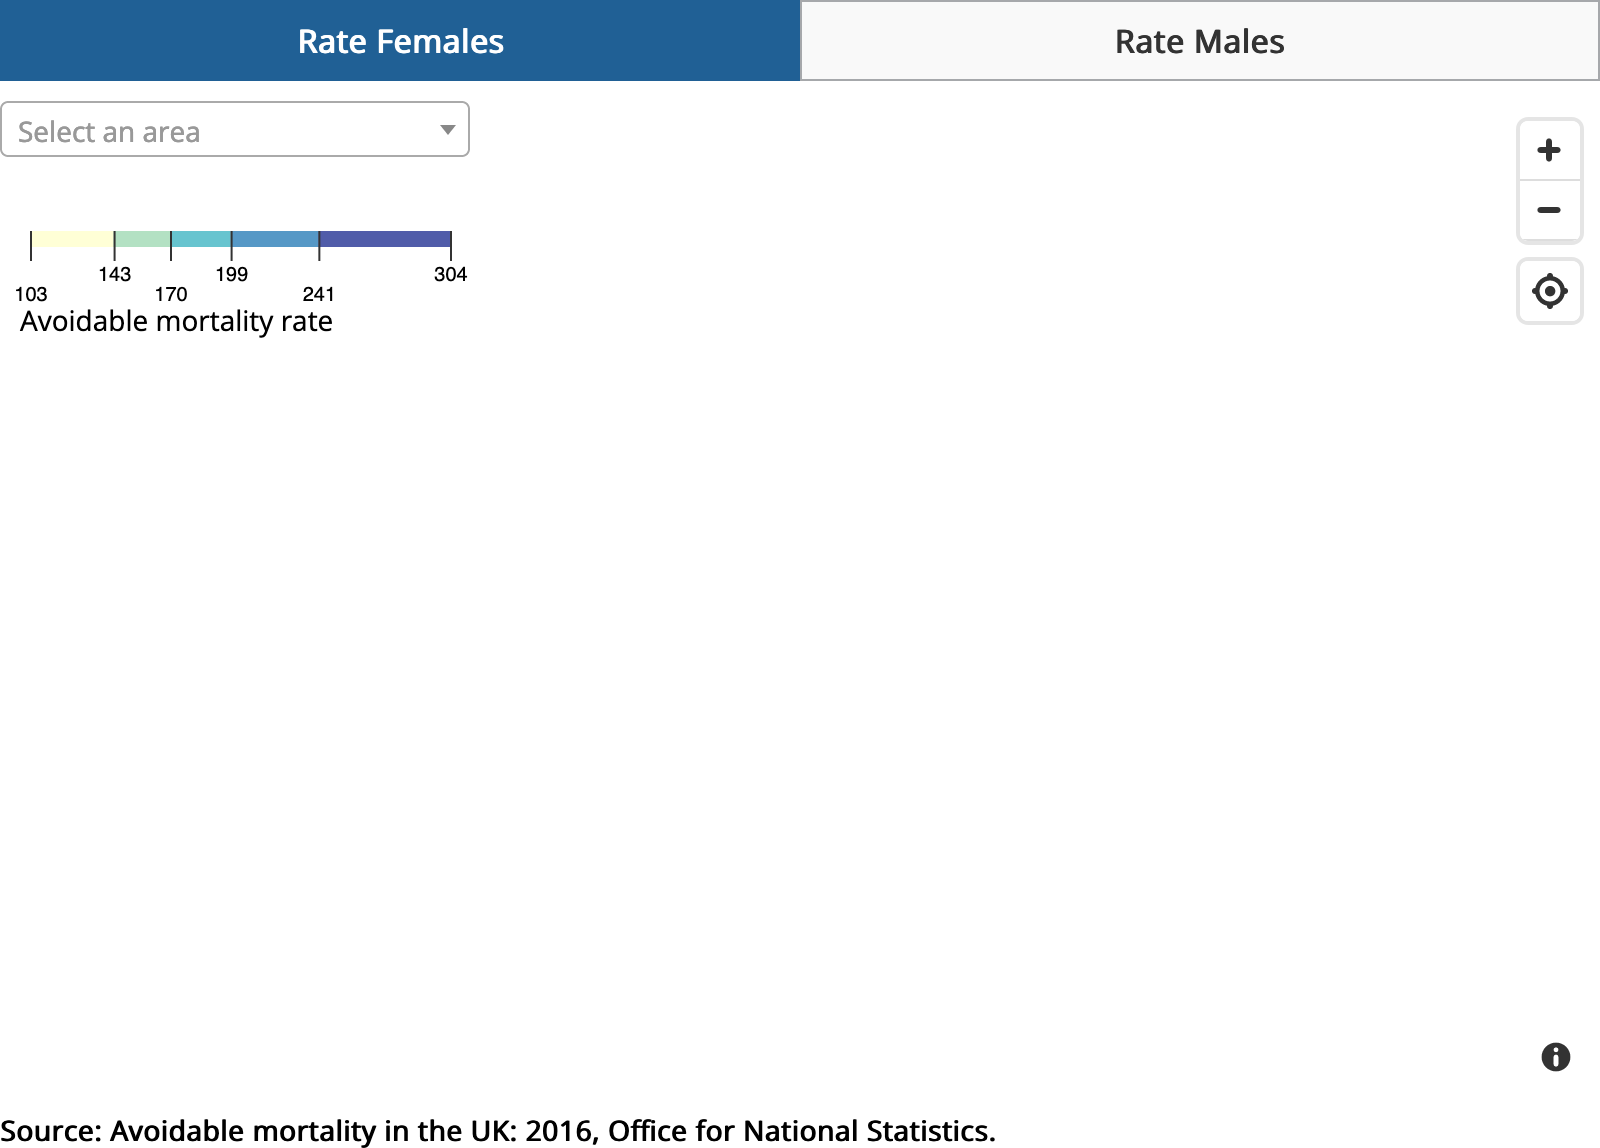 Rate Females
Rate Males
Select an area
143 199 304
103 170 241
Avoidable mortality rate
Source: Avoidable mortality in the UK: 2016, Office for National Statistics.